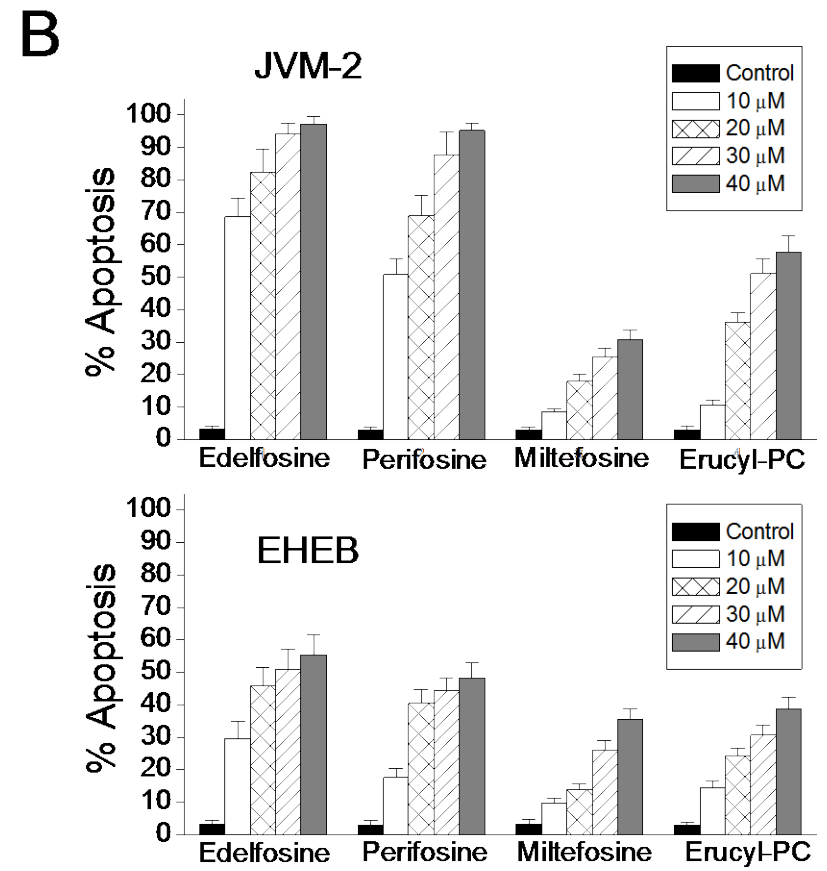 B
JVM-2
Control
10 μM
20 μM
30 μM
40 μM
% Apoptosis
100
90
80
70
60
50
40
30
20
10
0
Edelfosine Perifosine Miltefosine Erucyl-PC
EHEB
Control
10 μM
20 μM
30 μM
40 μM
% Apoptosis
100
90
80
70
60
50
40
30
20
10
0
Edelfosine Perifosine Miltefosine Erucyl-PC